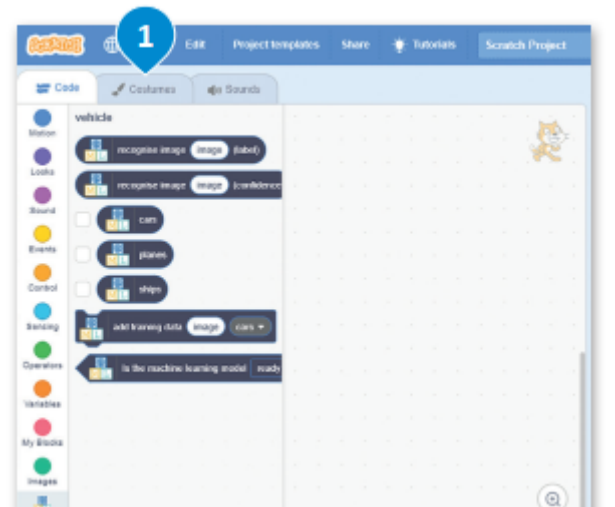 1
SCRATCH
Edit
Project templates
Share
Tutorials
Scratch Project
Code
Costumes
Sounds
vehicle
recognise image image (label)
recognise image image (confidence
cars
planes
ships
add training data image cars
Is the machine learning model ready
Motion
Looks
Sound
Events
Control
Sensing
Operators
Variables
My Blocks
Images